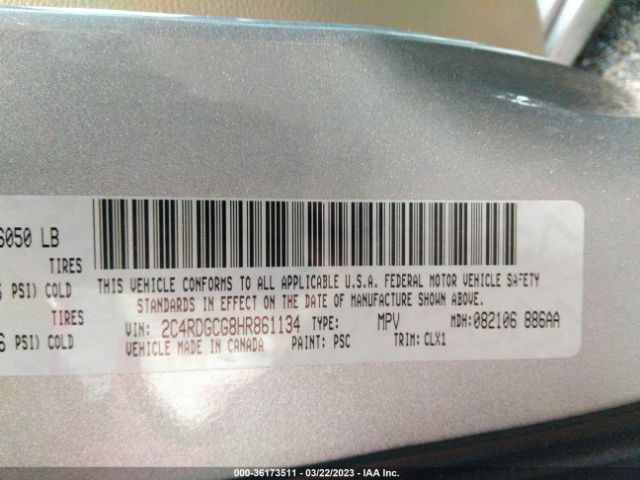 6050 LB
TIRES
PSI) COLD
TIRES
PSI) COLD
THIS VEHICLE CONFORMS TO ALL APPLICABLE U.S.A. FEDERAL MOTOR VEHICLE SAFETY
STANDARDS IN EFFECT ON THE DATE OF MANUFACTURE SHOWN ABOVE.
VIN: 2C4RDGCG8HR861134 TYPE: MPV MDH:082106 886AA
VEHICLE MADE IN CANADA PAINT: PSC TRIM: CLX1
000-36173511 - 03/22/2023 - IAA Inc.